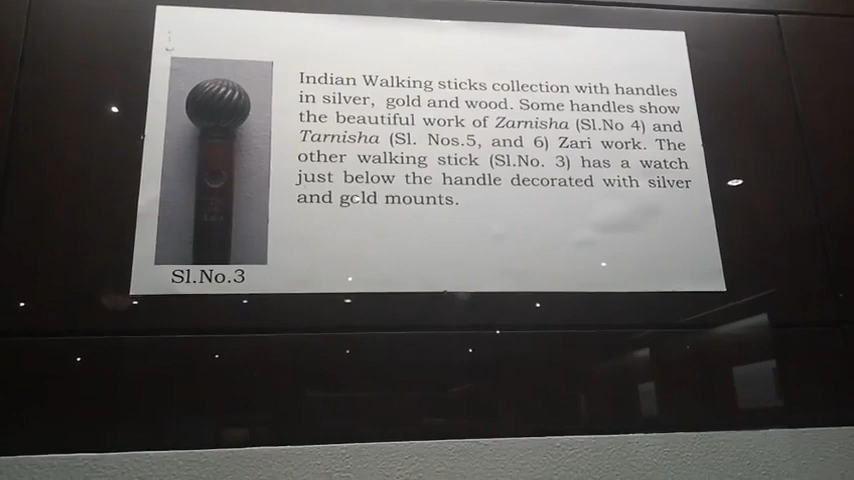 Indian Walking sticks collection with handles
in silver, gold and wood. Some handles show
the beautiful work of Zarnisha (Sl.No 4) and
Tarnisha (Sl. Nos.5, and 6) Zari work. The
other walking stick (Sl.No. 3) has a watch
just below the handle decorated with silver
and gold mounts.
Sl.No.3